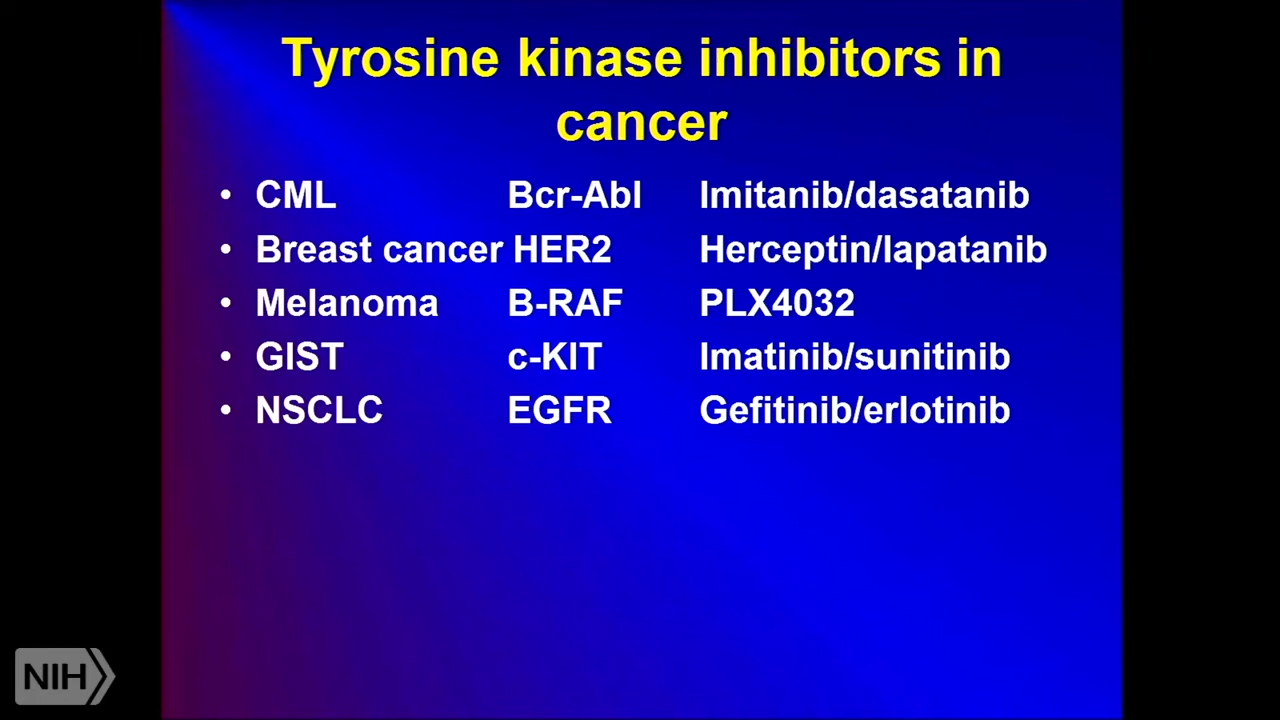 Tyrosine kinase inhibitors in
cancer
• CML Bcr-Abl Imitanib/dasatanib
• Breast cancer HER2 Herceptin/lapatanib
• Melanoma B-RAF PLX4032
• GIST c-KIT Imatinib/sunitinib
• NSCLC EGFR Gefitinib/erlotinib
NIH